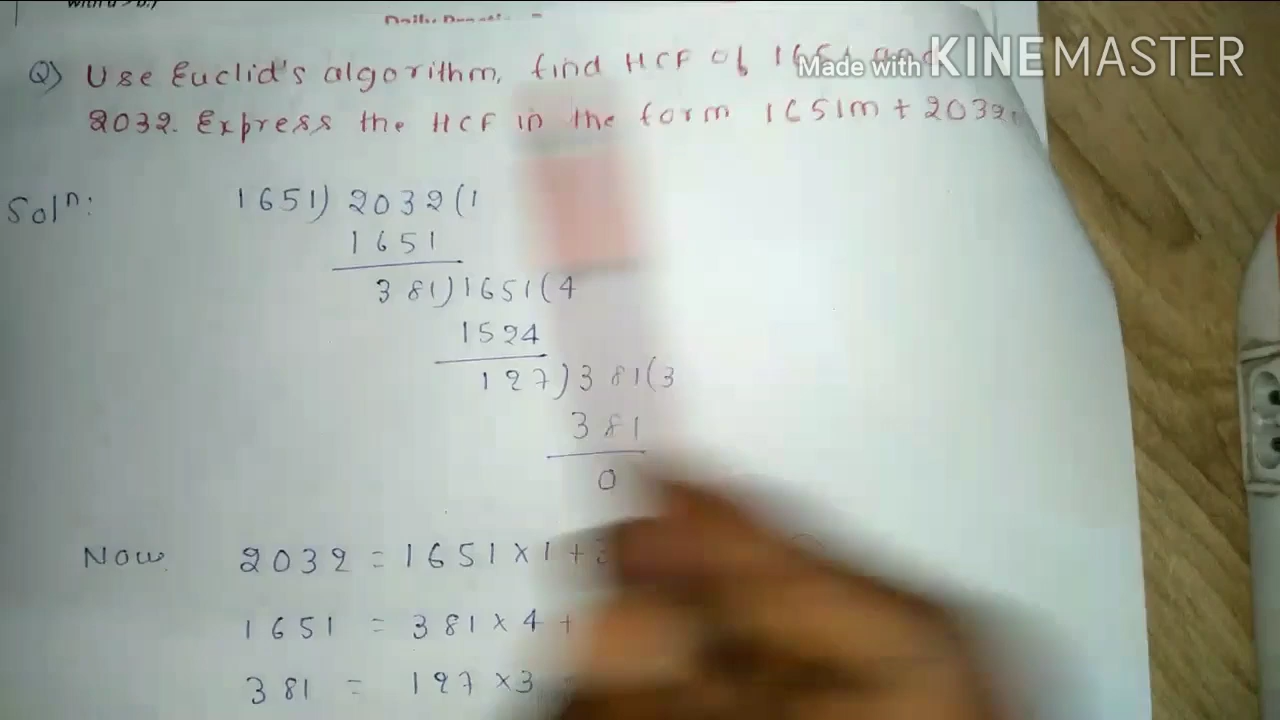 Made with KINEMASTER
Q) Use Euclid's algorithm, find HCF of 1651 and
2032. Express the HCF in the form 1651m + 2032
Solⁿ: 1651) 2032 (1
1651
381) 1651 (4
1524
127) 381 (3
381
0
Now 2032 = 1651 × 1 +
1651 = 381 × 4 +
381 = 127 × 3